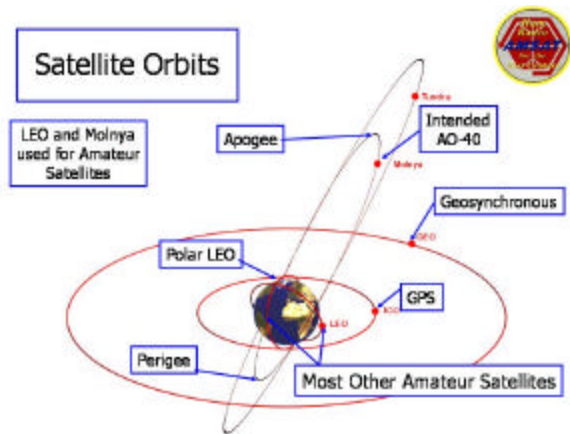 Satellite Orbits
AMSAT
LEO and Molnya
used for Amateur
Satellites
Apogee
Tundra
Intended
AO-40
Molnya
Geosynchronous
GEO
Polar LEO
GPS
ICO
LEO
Perigee
Most Other Amateur Satellites